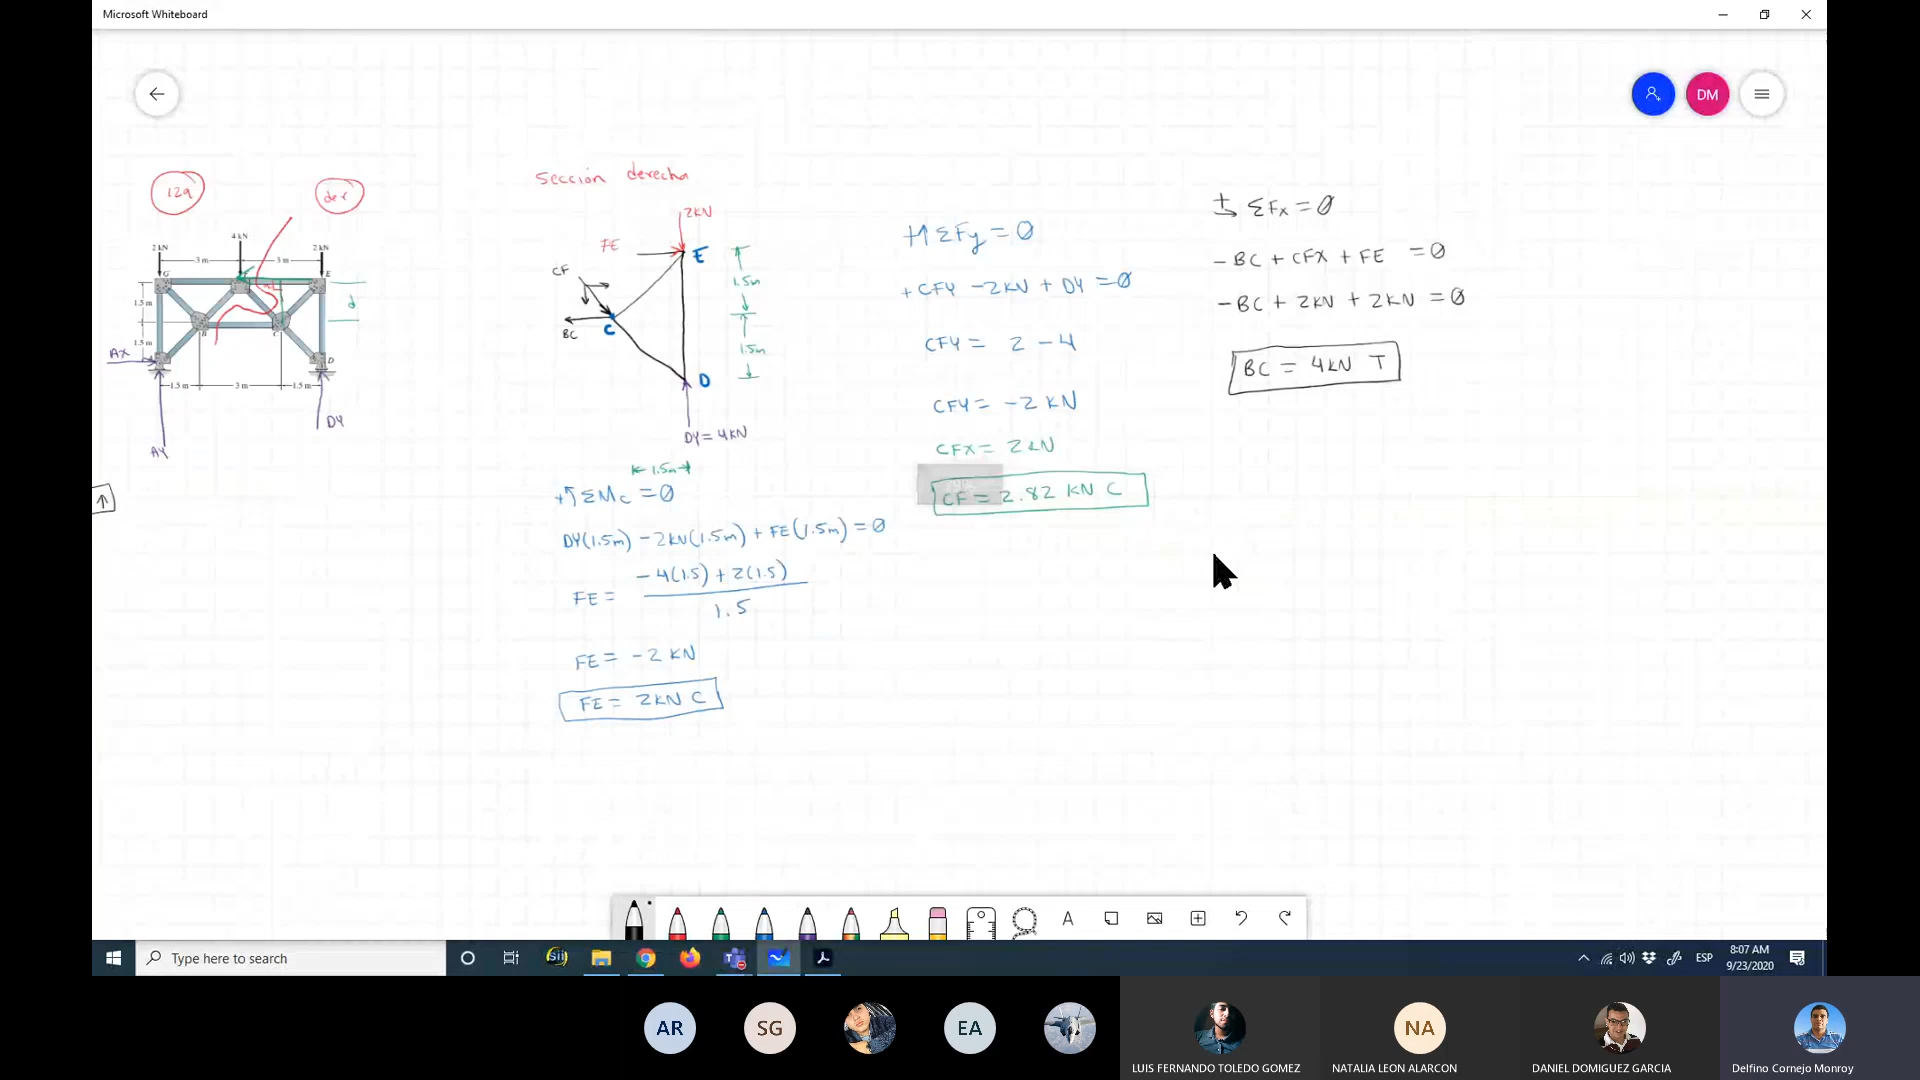 Microsoft Whiteboard
DM
izq
der
2 kN
4 kN
2 kN
3 m
3 m
G
E
1.5 m
d
B
C
1.5 m
Ax
D
1.5 m
3 m
1.5 m
DY
AY
Sección derecha
2KN
FE
E
CF
1.5m
BC
C
1.5m
D
DY = 4KN
1.5m
+↑ ΣMc = 0
DY(1.5m) - 2KN(1.5m) + FE(1.5m) = 0
FE = -4(1.5) + 2(1.5)
1.5
FE = -2 KN
FE = 2KN C
+↑ ΣFy = 0
+CFY - 2KN + DY = 0
CFY = 2 - 4
CFY = -2 KN
CFX = 2KN
CF = 2.82 KN C
+→ ΣFx = 0
- BC + CFX + FE = 0
- BC + 2KN + 2KN = 0
BC = 4KN T
A
Type here to search
Sii
ESP
8:07 AM
9/23/2020
AR
SG
EA
NA
LUIS FERNANDO TOLEDO GOMEZ
NATALIA LEON ALARCON
DANIEL DOMIGUEZ GARCIA
Delfino Cornejo Monroy